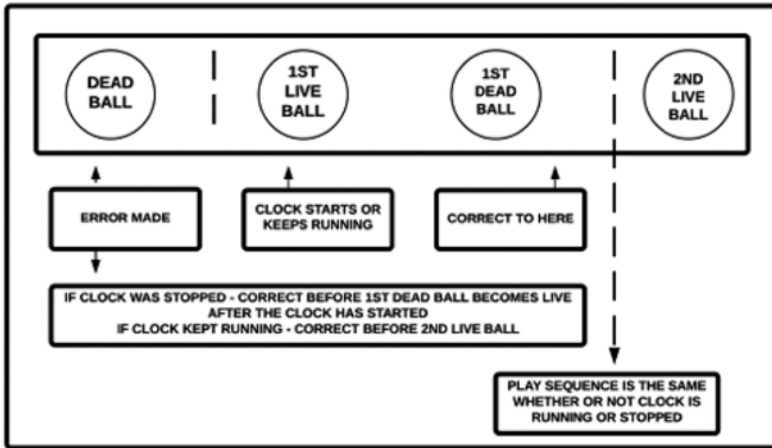 DEAD
BALL
1ST
LIVE
BALL
1ST
DEAD
BALL
2ND
LIVE
BALL
ERROR MADE
CLOCK STARTS OR
KEEPS RUNNING
CORRECT TO HERE
IF CLOCK WAS STOPPED - CORRECT BEFORE 1ST DEAD BALL BECOMES LIVE
AFTER THE CLOCK HAS STARTED
IF CLOCK KEPT RUNNING - CORRECT BEFORE 2ND LIVE BALL
PLAY SEQUENCE IS THE SAME
WHETHER OR NOT CLOCK IS
RUNNING OR STOPPED